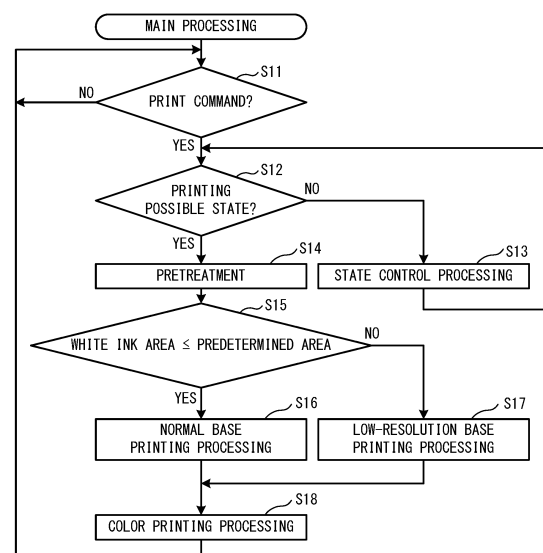 MAIN PROCESSING
S11
NO
PRINT COMMAND?
YES
S12
PRINTING
POSSIBLE STATE?
NO
YES
S14
S13
PRETREATMENT
STATE CONTROL PROCESSING
S15
WHITE INK AREA ≤ PREDETERMINED AREA
NO
YES
S16
S17
NORMAL BASE
PRINTING PROCESSING
LOW-RESOLUTION BASE
PRINTING PROCESSING
S18
COLOR PRINTING PROCESSING